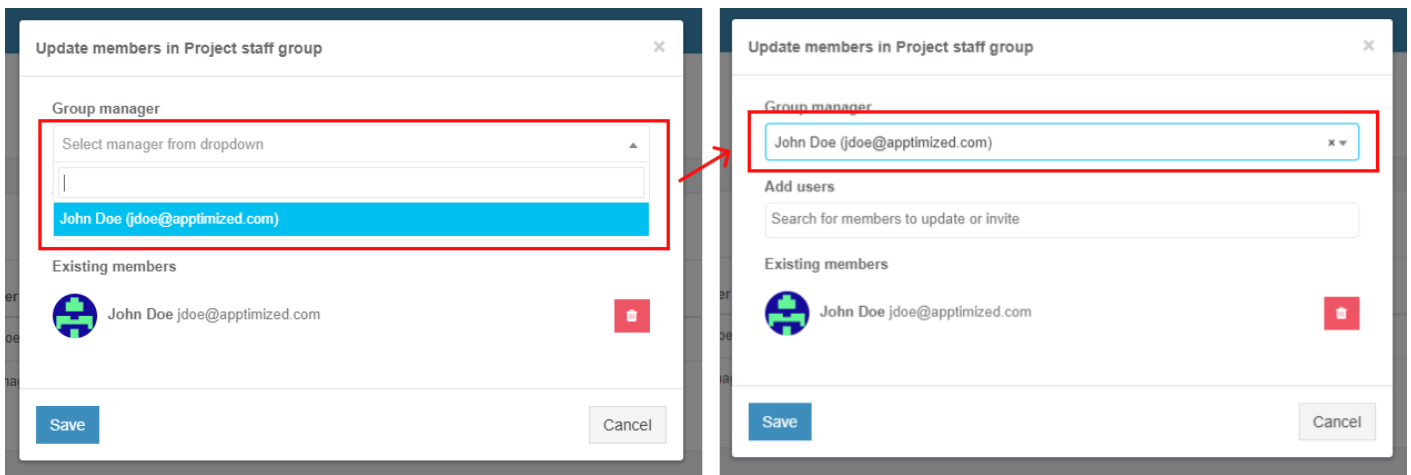 Update members in Project staff group ×
Group manager
Select manager from dropdown
John Doe (jdoe@apptimized.com)
Existing members
John Doe jdoe@apptimized.com
Save Cancel
Update members in Project staff group ×
Group manager
John Doe (jdoe@apptimized.com) ×
Add users
Search for members to update or invite
Existing members
John Doe jdoe@apptimized.com
Save Cancel